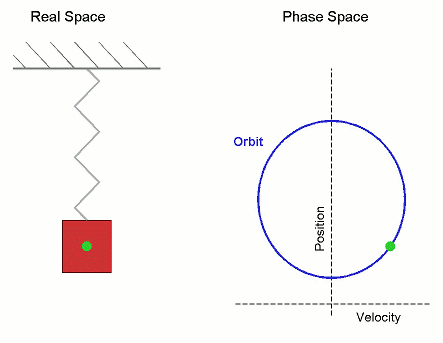 Real Space
Phase Space
Orbit
Position
Velocity